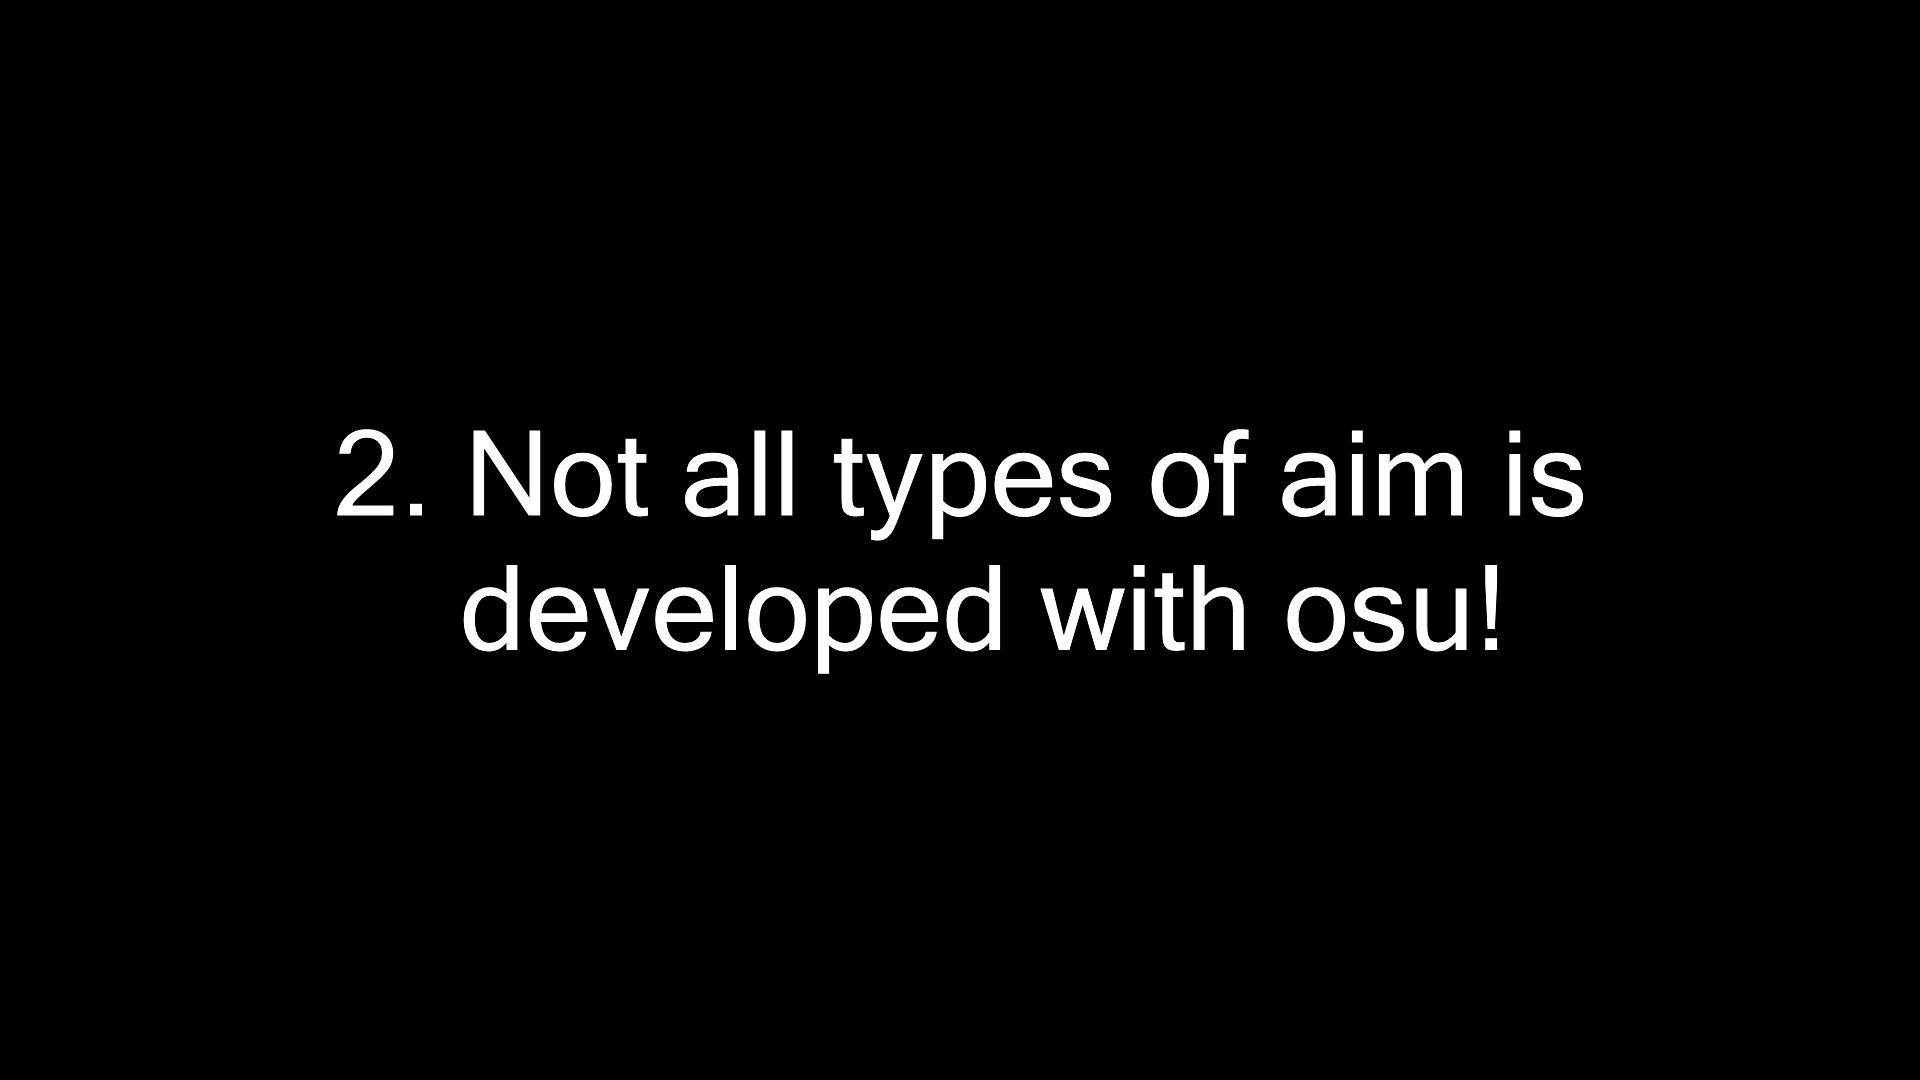 2. Not all types of aim is
developed with osu!